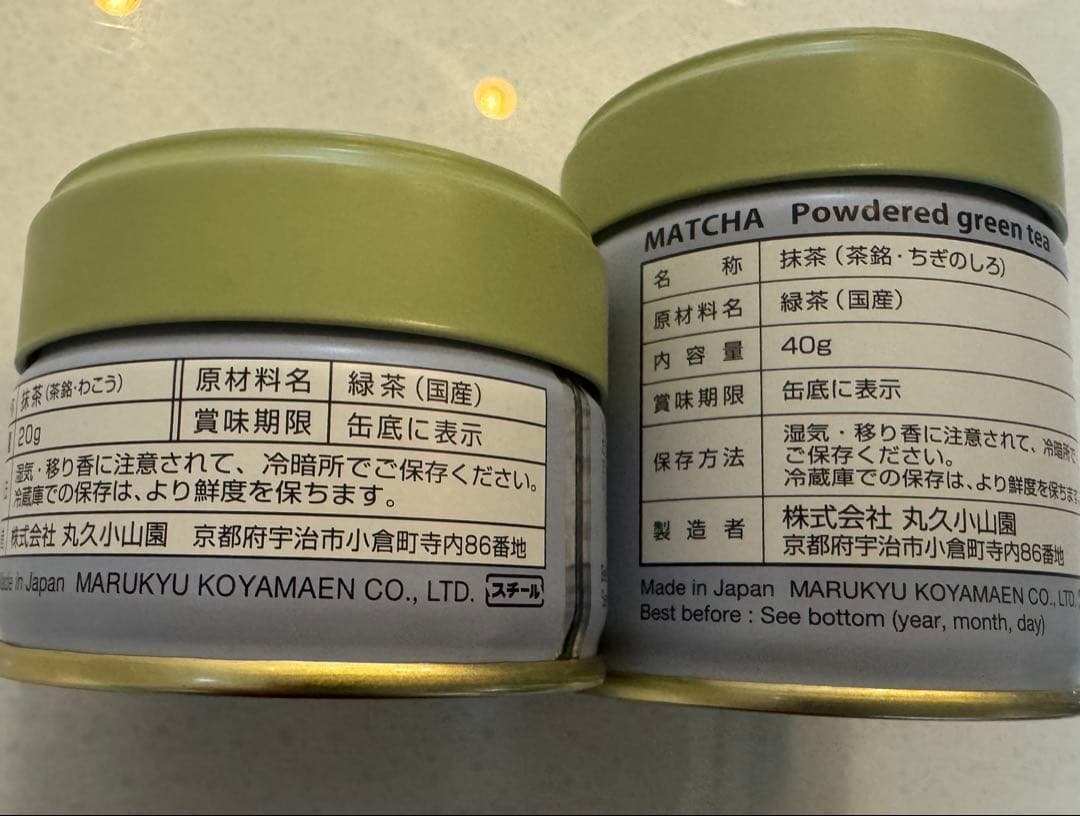 抹茶(茶銘・わこう)
原材料名
緑茶(国産)
20g
賞味期限
缶底に表示
湿気・移り香に注意されて、冷暗所でご保存ください。
冷蔵庫での保存は、より鮮度を保ちます。
株式会社 丸久小山園 京都府宇治市小倉町寺内86番地
Made in Japan MARUKYU KOYAMAEN CO., LTD.
スチール
MATCHA Powdered green tea
名称
抹茶(茶銘・ちぎのしろ)
原材料名
緑茶(国産)
内容量
40g
賞味期限
缶底に表示
保存方法
湿気・移り香に注意されて、冷暗所で
ご保存ください。
冷蔵庫での保存は、より鮮度を保ちます
製造者
株式会社 丸久小山園
京都府宇治市小倉町寺内86番地
Made in Japan MARUKYU KOYAMAEN CO., LTD.
Best before : See bottom (year, month, day)